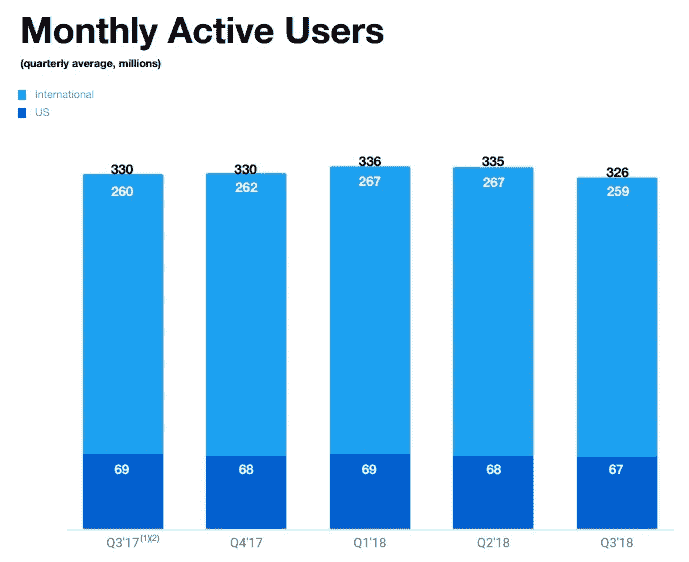 Monthly Active Users
(quarterly average, millions)
International
US
330 330 336 335 326
260 262 267 267 259
69 68 69 68 67
Q3'17(1)(2) Q4'17 Q1'18 Q2'18 Q3'18